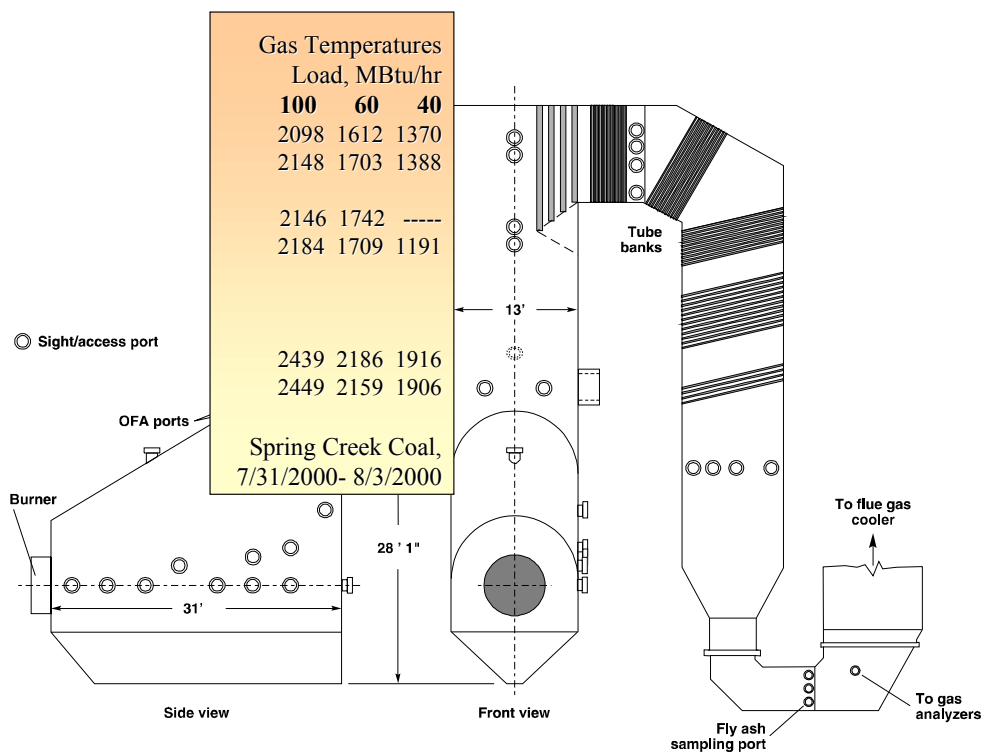 Gas Temperatures
Load, MBtu/hr
100 60 40
2098 1612 1370
2148 1703 1388
2146 1742 -----
2184 1709 1191
2439 2186 1916
2449 2159 1906
Spring Creek Coal,
7/31/2000- 8/3/2000
Tube
banks
13'
Sight/access port
OFA ports
Burner
28 ' 1"
31'
To flue gas
cooler
Side view
Front view
Fly ash
sampling port
To gas
analyzers